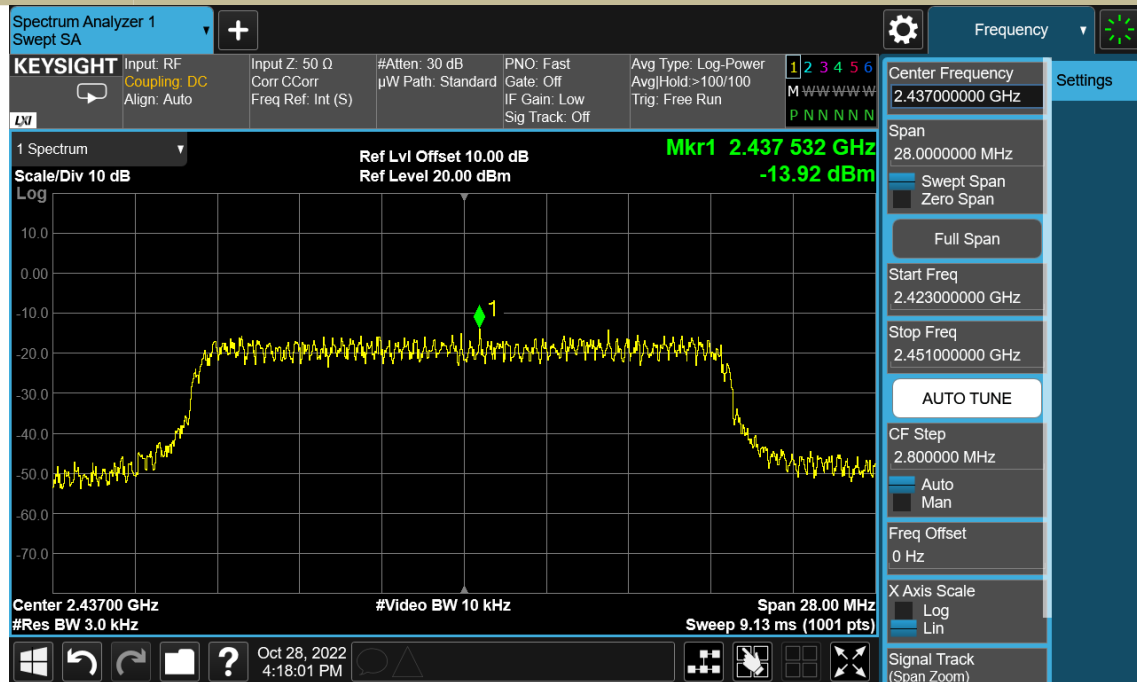 Spectrum Analyzer 1
Swept SA
+
Frequency
KEYSIGHT
LXI
Input: RF
Coupling: DC
Align: Auto
Input Z: 50 Ω
Corr CCorr
Freq Ref: Int (S)
#Atten: 30 dB
µW Path: Standard
PNO: Fast
Gate: Off
IF Gain: Low
Sig Track: Off
Avg Type: Log-Power
Avg|Hold:>100/100
Trig: Free Run
1 2 3 4 5 6
M W W W W W
P N N N N N
1 Spectrum
Scale/Div 10 dB
Log
Ref Lvl Offset 10.00 dB
Ref Level 20.00 dBm
Mkr1 2.437 532 GHz
-13.92 dBm
10.0
0.00
-10.0
-20.0
-30.0
-40.0
-50.0
-60.0
-70.0
1
Center 2.43700 GHz
#Res BW 3.0 kHz
#Video BW 10 kHz
Span 28.00 MHz
Sweep 9.13 ms (1001 pts)
?
Oct 28, 2022
4:18:01 PM
Center Frequency
2.437000000 GHz
Span
28.0000000 MHz
Swept Span
Zero Span
Full Span
Start Freq
2.423000000 GHz
Stop Freq
2.451000000 GHz
AUTO TUNE
CF Step
2.800000 MHz
Auto
Man
Freq Offset
0 Hz
X Axis Scale
Log
Lin
Signal Track
(Span Zoom)
Settings